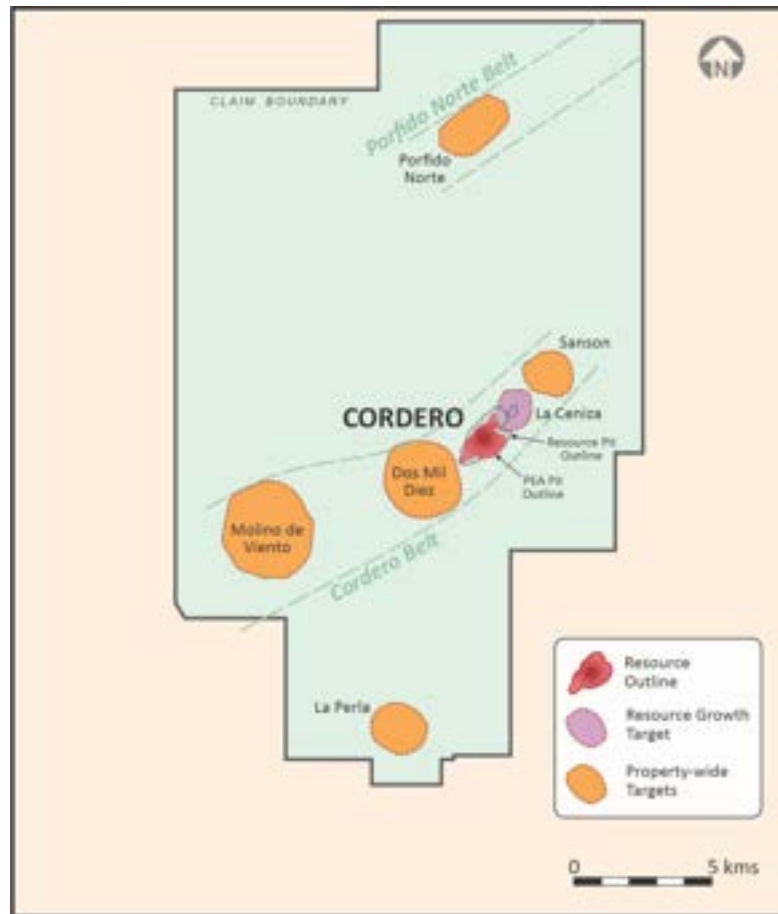 N
CLAIM BOUNDARY
Porfido Norte Belt
Porfido
Norte
Sanson
CORDERO
La Ceniza
Resource Pit
Outline
Dos Mil
Diez
PEA Pit
Outline
Molino de
Viento
Cordero Belt
La Perla
Resource
Outline
Resource Growth
Target
Property-wide
Targets
0 5 kms